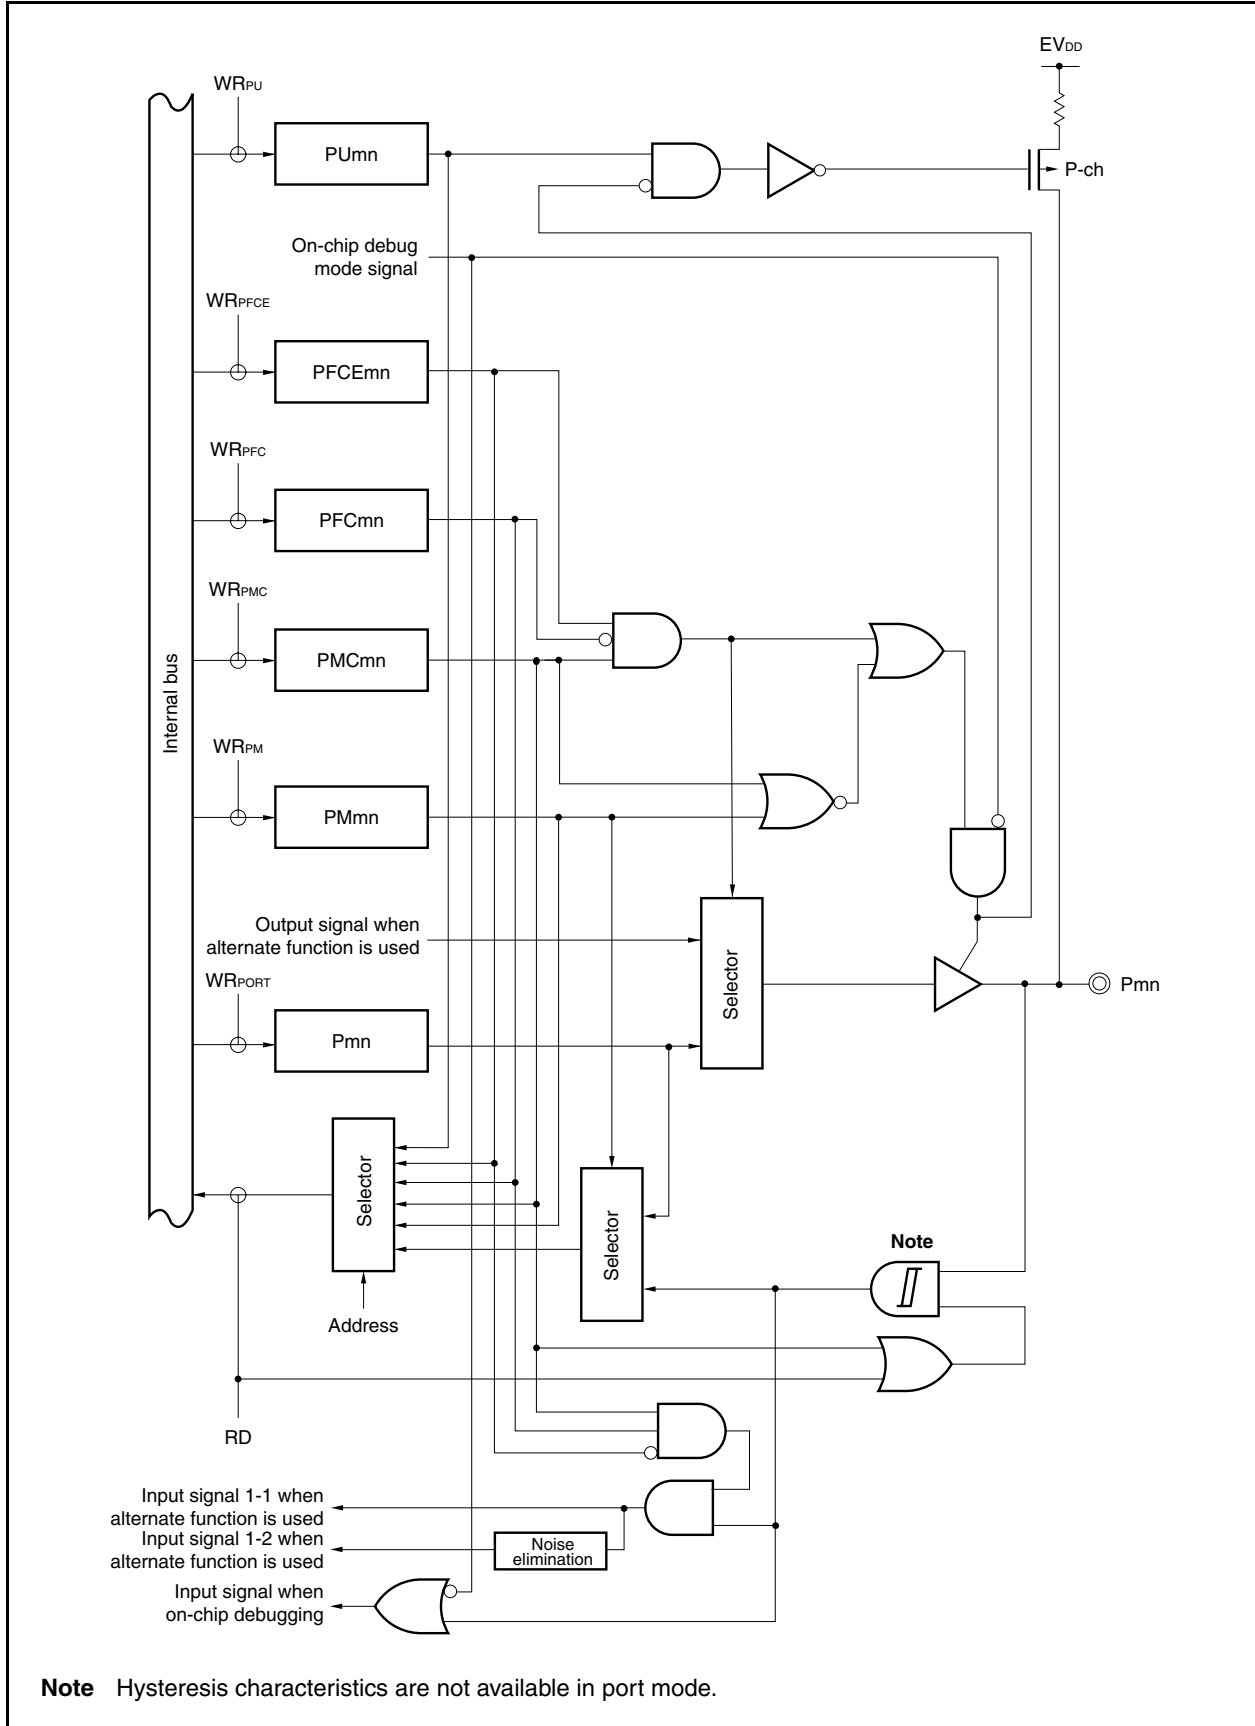 EVDD
WRPU
PUmn
P-ch
On-chip debug
mode signal
WRPFCE
PFCEmn
WRPFC
PFCmn
WRPMC
PMCmn
Internal bus
WRPM
PMmn
Output signal when
alternate function is used
Selector
WRPORT
Pmn
Pmn
Selector
Selector
Note
Address
RD
Input signal 1-1 when
alternate function is used
Input signal 1-2 when
alternate function is used
Noise
elimination
Input signal when
on-chip debugging
Note Hysteresis characteristics are not available in port mode.